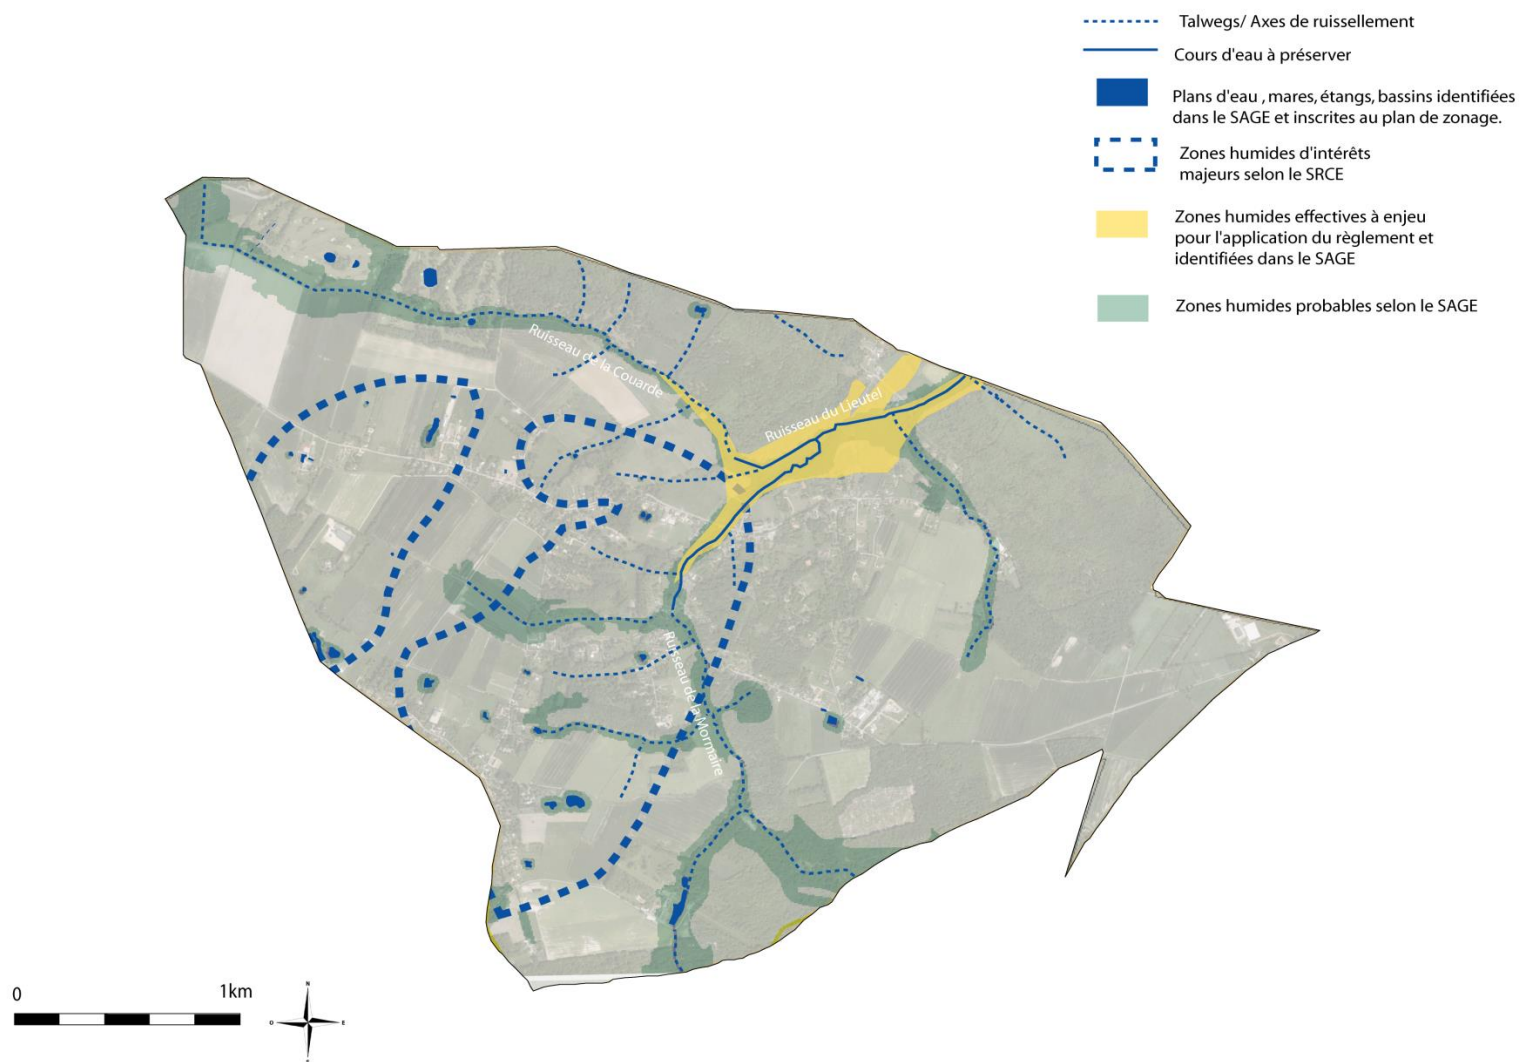 Talwegs/ Axes de ruissellement
Cours d'eau à préserver
Plans d'eau , mares, étangs, bassins identifiées
dans le SAGE et inscrites au plan de zonage.
Zones humides d'intérêts
majeurs selon le SRCE
Zones humides effectives à enjeu
pour l'application du règlement et
identifiées dans le SAGE
Zones humides probables selon le SAGE
Ruisseau de la Couarde
Ruisseau du Lieutel
Ruisseau de la Mormaire
0 1km
N
O E